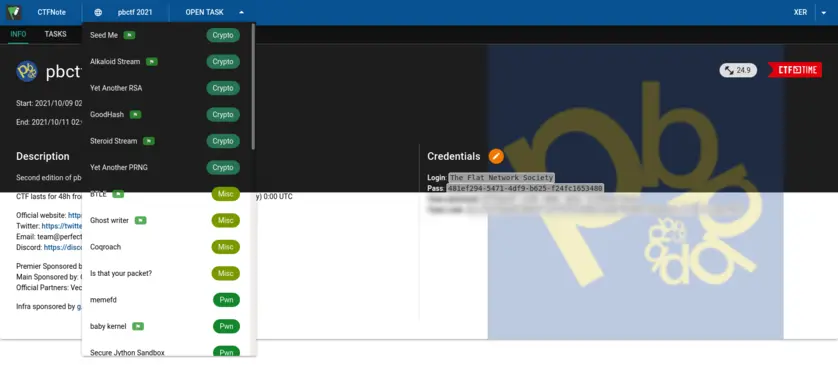 CTFNote
pbctf 2021
OPEN TASK
XER
INFO
TASKS
pbct
24.9
CTF TIME
Start: 2021/10/09 02
End: 2021/10/11 02:
Description
Second edition of pb
CTF lasts for 48h from
y) 0:00 UTC
Official website: http
Twitter: https://twitte
Email: team@perfect
Discord: https://disco
Premier Sponsored b
Main Sponsored by:
Official Partners: Vec
Infra sponsored by g
Seed Me Crypto
Alkaloid Stream Crypto
Yet Another RSA Crypto
GoodHash Crypto
Steroid Stream Crypto
Yet Another PRNG Crypto
BTLE Misc
Ghost writer Misc
Coqroach Misc
Is that your packet? Misc
memefd Pwn
baby kernel Pwn
Secure Jython Sandbox Pwn
Credentials
Login: The Flat Network Society
Pass: 481ef294-5471-4df9-b625-f24fc1653480